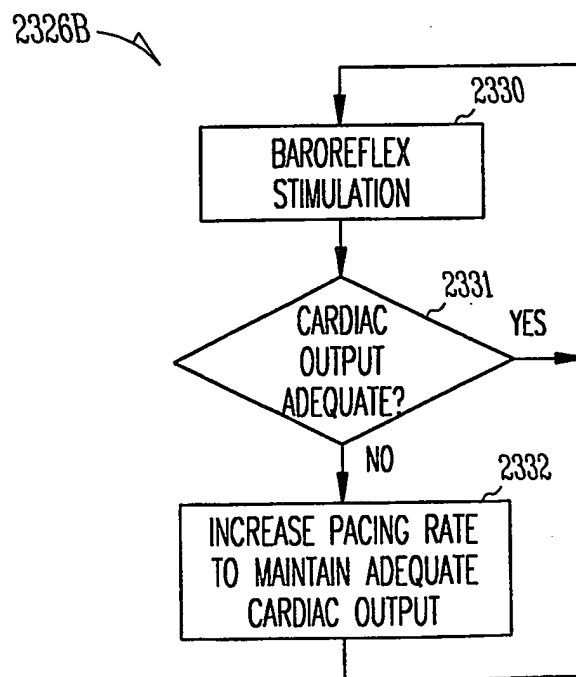 2326B
2330
BAROREFLEX
STIMULATION
2331
CARDIAC
OUTPUT
ADEQUATE?
YES
NO
2332
INCREASE PACING RATE
TO MAINTAIN ADEQUATE
CARDIAC OUTPUT